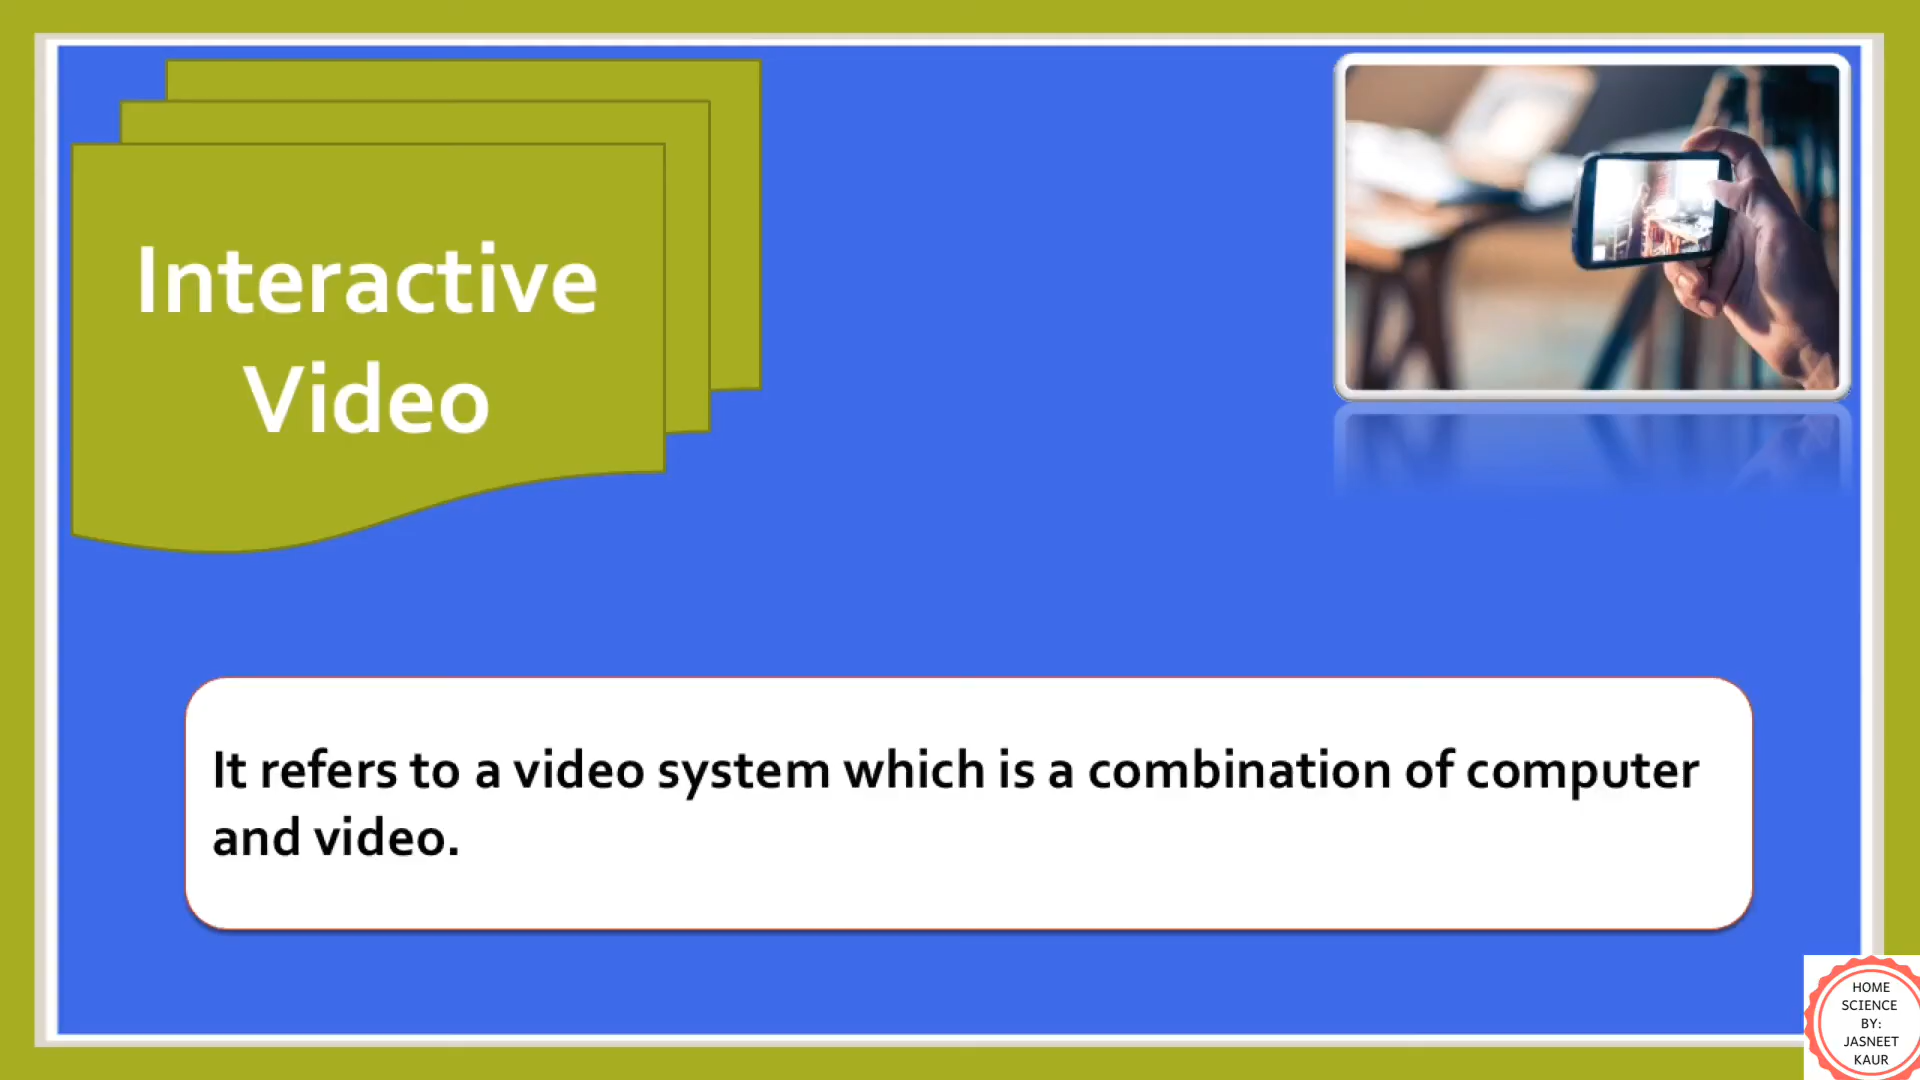 Interactive
Video
It refers to a video system which is a combination of computer
and video.
HOME
SCIENCE
BY:
JASNEET
KAUR